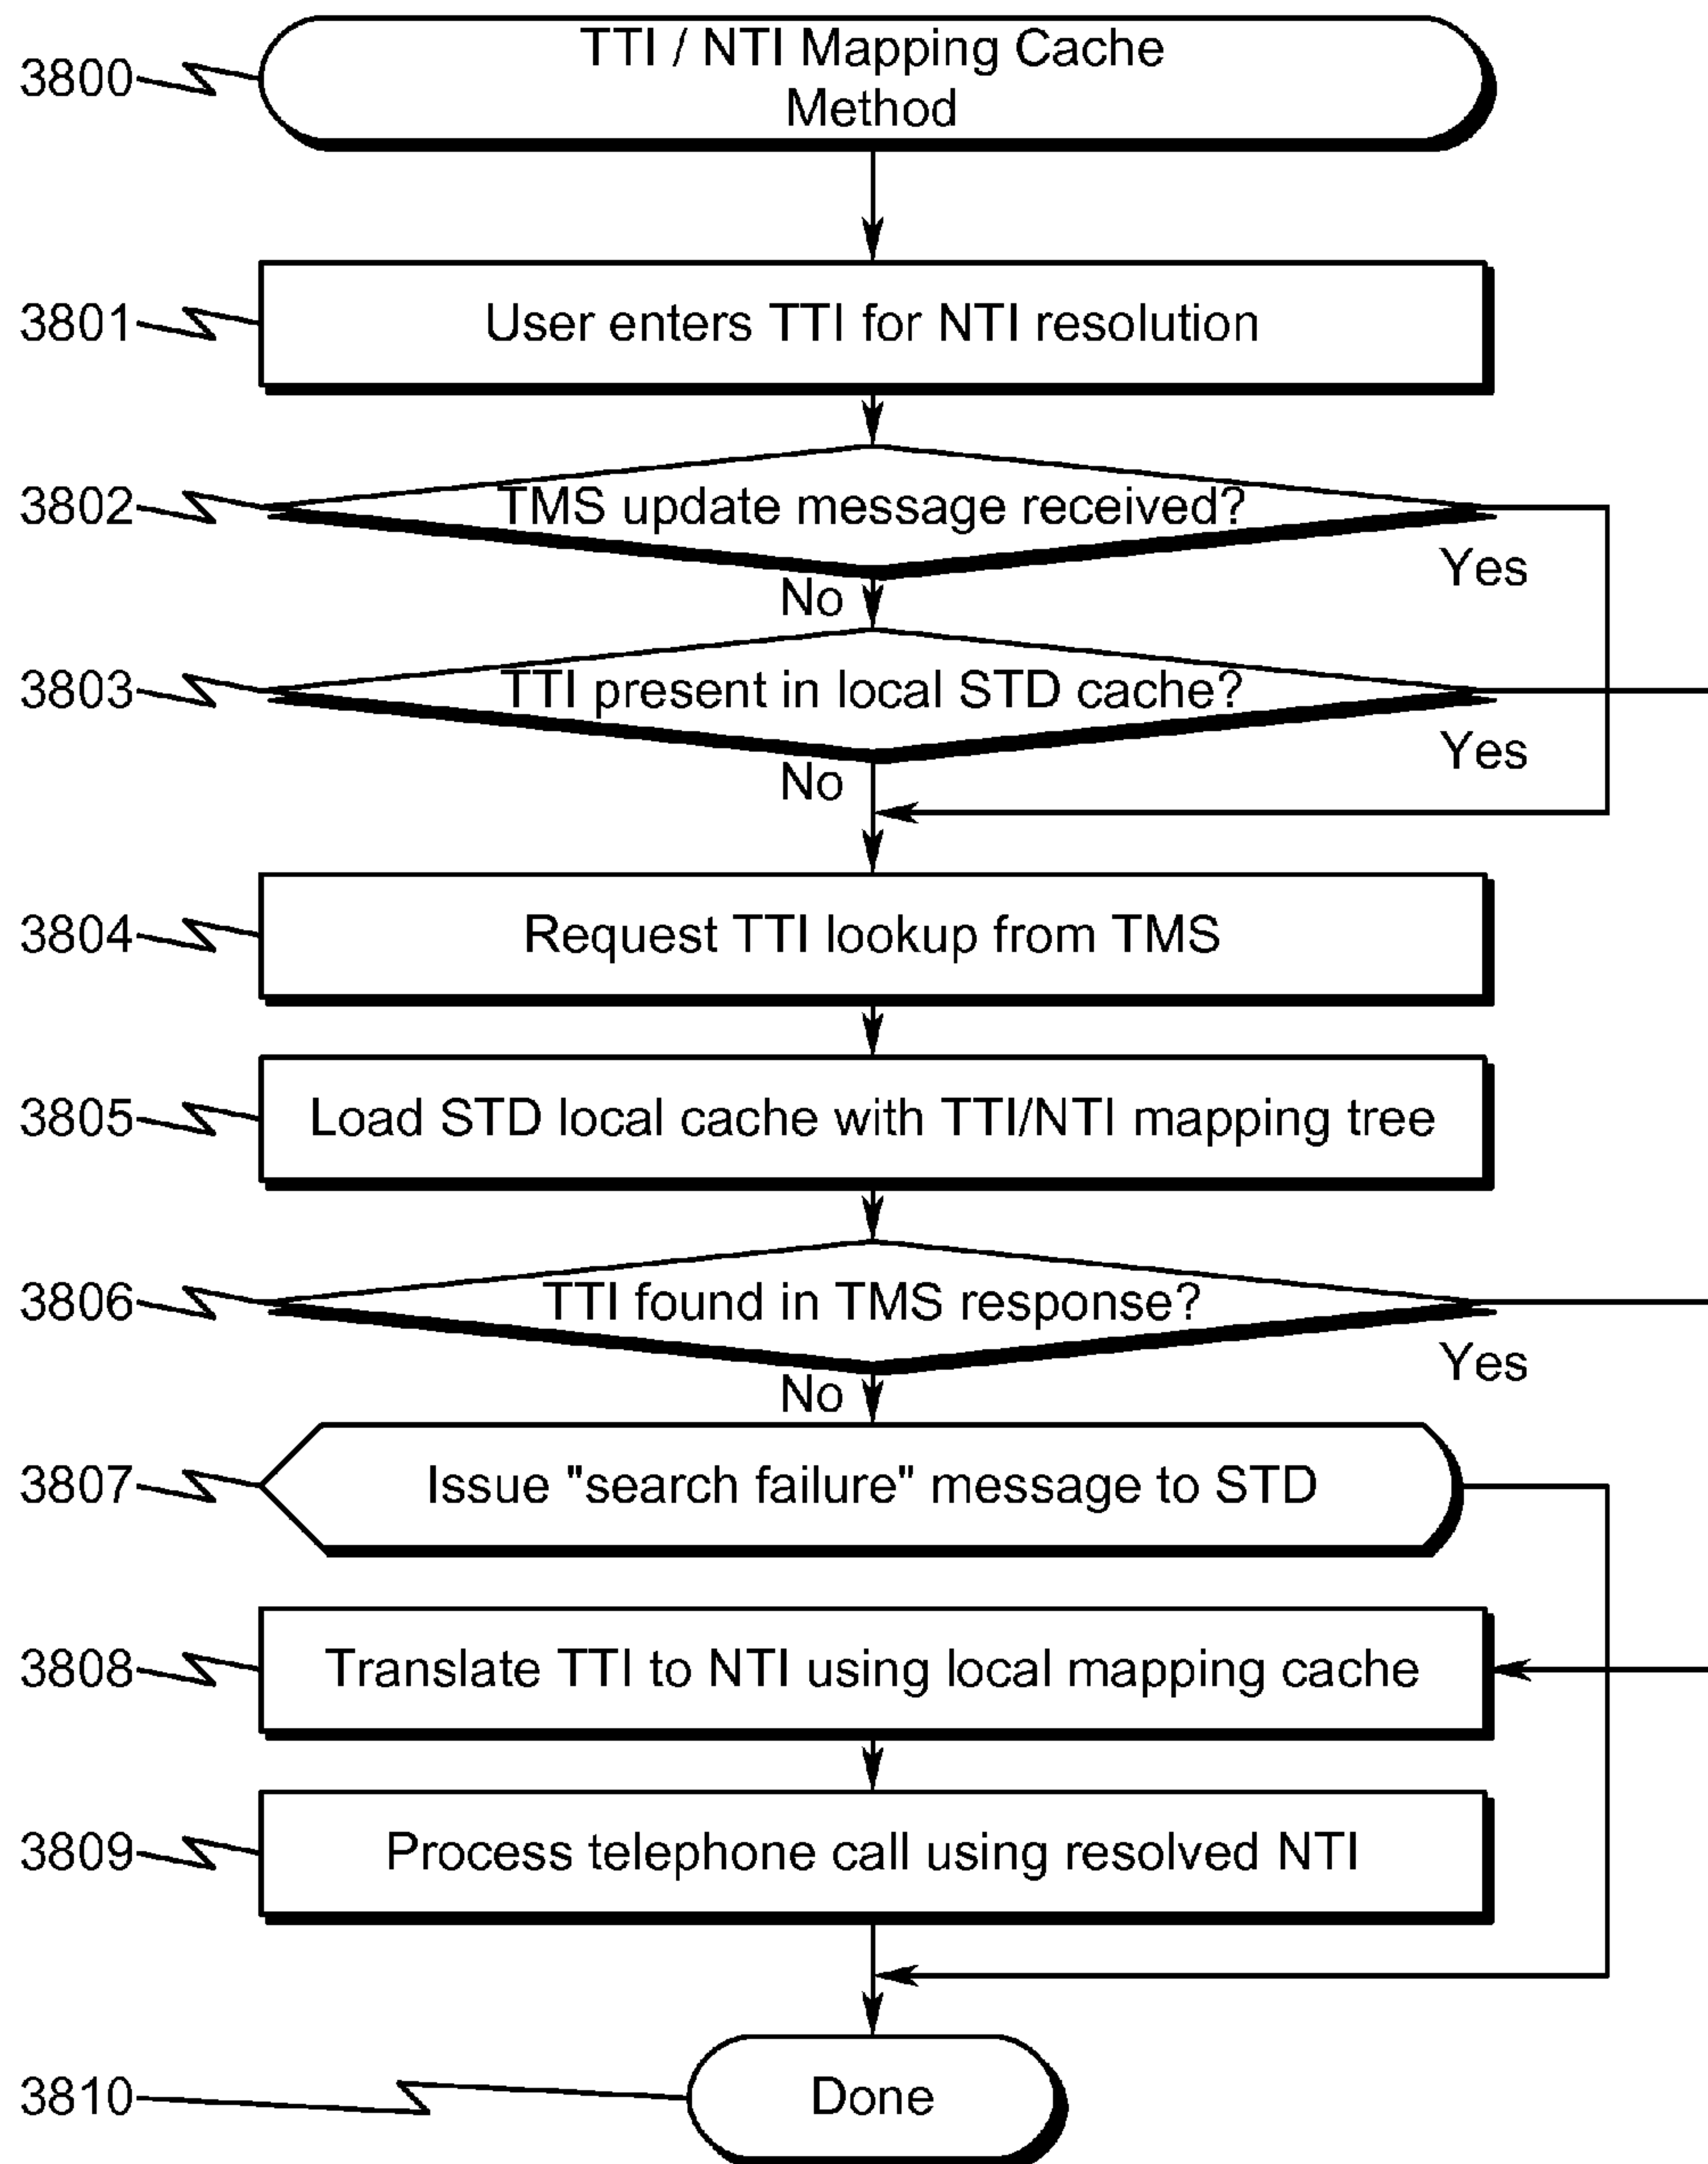 TTI / NTI Mapping Cache
Method
3800
3801
User enters TTI for NTI resolution
3802
TMS update message received?
Yes
No
3803
TTI present in local STD cache?
Yes
No
3804
Request TTI lookup from TMS
3805
Load STD local cache with TTI/NTI mapping tree
3806
TTI found in TMS response?
Yes
No
3807
Issue "search failure" message to STD
3808
Translate TTI to NTI using local mapping cache
3809
Process telephone call using resolved NTI
3810
Done